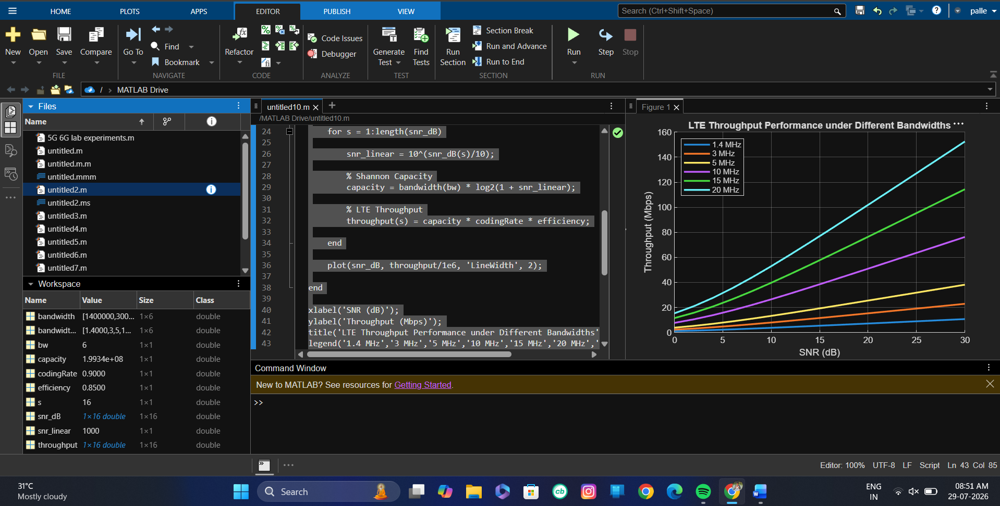 HOME PLOTS APPS EDITOR PUBLISH VIEW
Search (Ctrl+Shift+Space)
palle
New Open Save Compare
FILE
Go To
Find
Bookmark
NAVIGATE
Refactor
CODE
Code Issues
Debugger
ANALYZE
Generate Test
Find Tests
TEST
Run Section
Section Break
Run and Advance
Run to End
SECTION
Run Step Stop
RUN
/ › MATLAB Drive
Files
Name
5G 6G lab experiments.m
untitled.m
untitled.m.m
untitled.mmm
untitled2.m
untitled2.ms
untitled3.m
untitled4.m
untitled5.m
untitled6.m
untitled7.m
Workspace
Name Value Size Class
bandwidth [1400000,300... 1×6 double
bandwidt... [1.4000,3,5,1... 1×6 double
bw 6 1×1 double
capacity 1.9934e+08 1×1 double
codingRate 0.9000 1×1 double
efficiency 0.8500 1×1 double
s 16 1×1 double
snr_dB 1×16 double 1×16 double
snr_linear 1000 1×1 double
throughput 1×16 double 1×16 double
untitled10.m
/MATLAB Drive/untitled10.m
24 for s = 1:length(snr_dB)
25
26 snr_linear = 10^(snr_dB(s)/10);
27
28 % Shannon Capacity
29 capacity = bandwidth(bw) * log2(1 + snr_linear);
30
31 % LTE Throughput
32 throughput(s) = capacity * codingRate * efficiency;
33
34 end
35
36 plot(snr_dB, throughput/1e6, 'LineWidth', 2);
37
38 end
39
40 xlabel('SNR (dB)');
41 ylabel('Throughput (Mbps)');
42 title('LTE Throughput Performance under Different Bandwidths'
43 legend('1.4 MHz','3 MHz','5 MHz','10 MHz','15 MHz','20 MHz','
Figure 1
LTE Throughput Performance under Different Bandwidths
1.4 MHz
3 MHz
5 MHz
10 MHz
15 MHz
20 MHz
Throughput (Mbps)
160
140
120
100
80
60
40
20
0
0 5 10 15 20 25 30
SNR (dB)
Command Window
New to MATLAB? See resources for Getting Started.
>>
Editor: 100% UTF-8 LF Script Ln 43 Col 85
31°C
Mostly cloudy
Search
ENG
IN
08:51 AM
29-07-2026